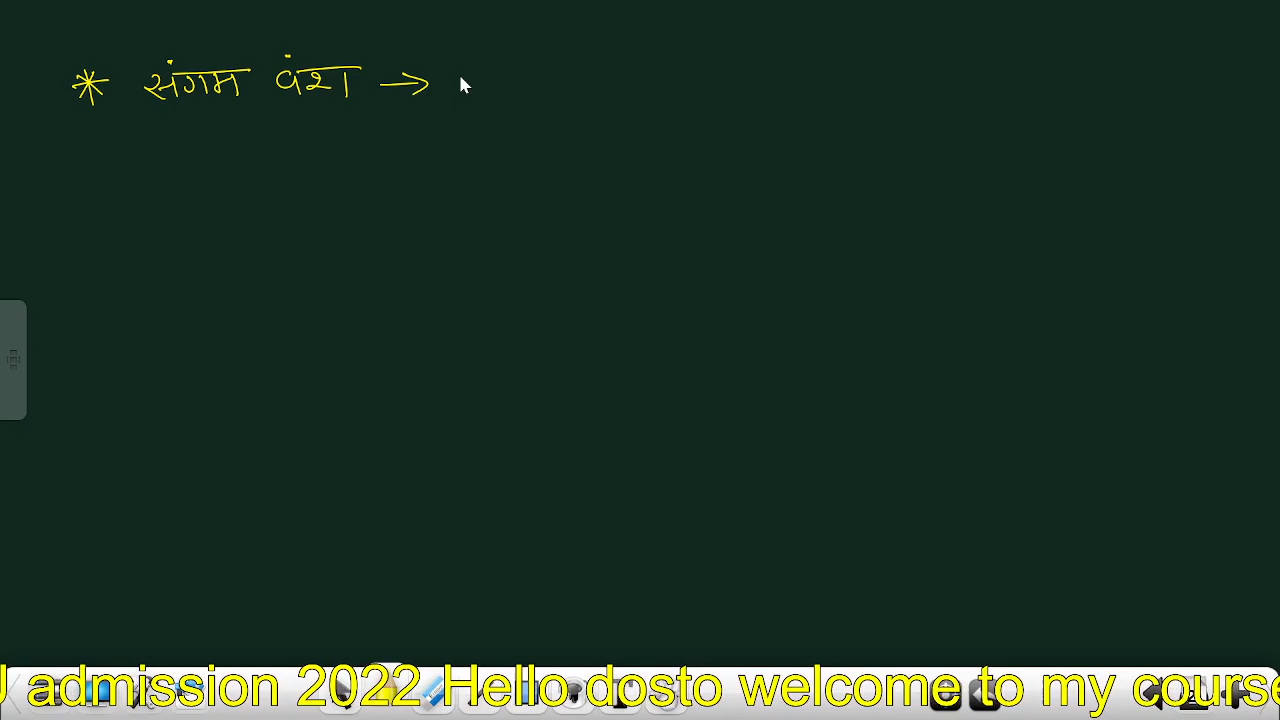 * संगम वंश →
J admission 2022 Hello dosto welcome to my course